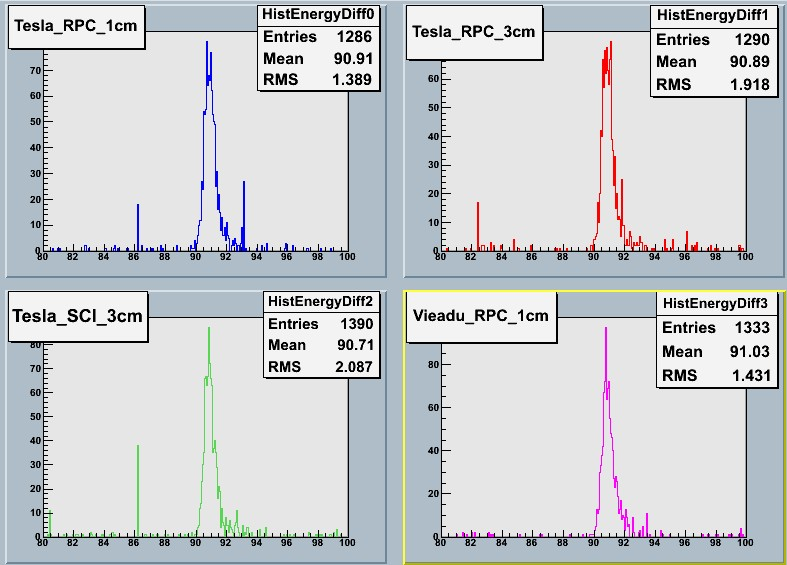 Tesla_RPC_1cm
HistEnergyDiff0
Entries 1286
Mean 90.91
RMS 1.389
70
60
50
40
30
20
10
0
80 82 84 86 88 90 92 94 96 98 100
Tesla_RPC_3cm
HistEnergyDiff1
Entries 1290
Mean 90.89
RMS 1.918
60
50
40
30
20
10
0
80 82 84 86 88 90 92 94 96 98 100
Tesla_SCI_3cm
HistEnergyDiff2
Entries 1390
Mean 90.71
RMS 2.087
80
70
60
50
40
30
20
10
0
80 82 84 86 88 90 92 94 96 98 100
Vieadu_RPC_1cm
HistEnergyDiff3
Entries 1333
Mean 91.03
RMS 1.431
80
60
40
20
0
80 82 84 86 88 90 92 94 96 98 100